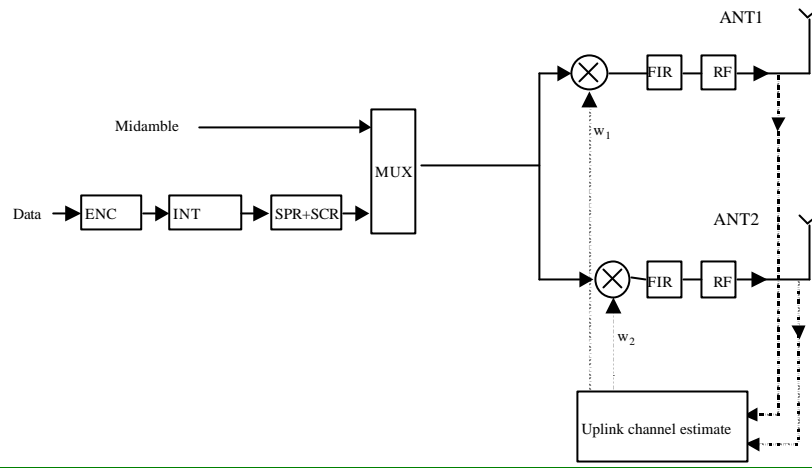 ANT1
FIR
RF
w1
Midamble
MUX
Data
ENC
INT
SPR+SCR
ANT2
FIR
RF
w2
Uplink channel estimate